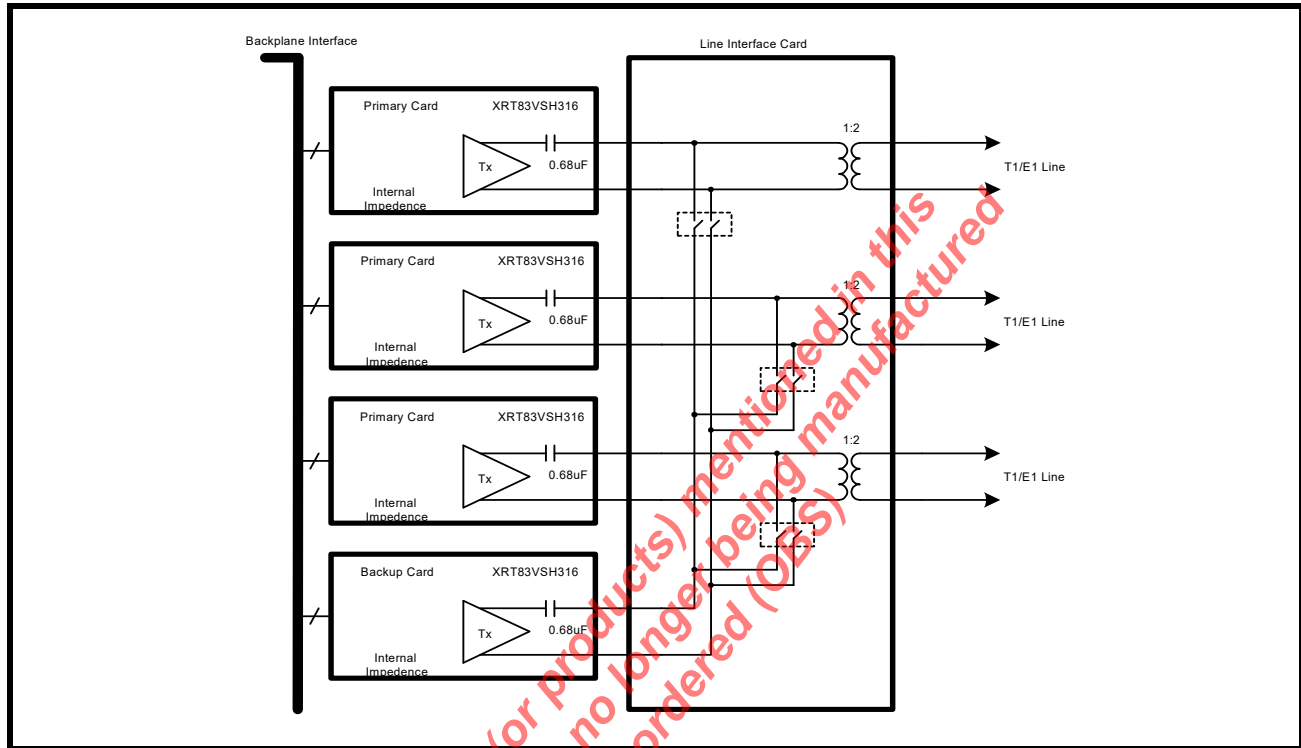 Backplane Interface
Line Interface Card
Primary Card XRT83VSH316
Tx
0.68uF
Internal
Impedence
1:2
T1/E1 Line
Primary Card XRT83VSH316
Tx
0.68uF
Internal
Impedence
1:2
T1/E1 Line
Primary Card XRT83VSH316
Tx
0.68uF
Internal
Impedence
1:2
T1/E1 Line
Backup Card XRT83VSH316
Tx
0.68uF
Internal
Impedence
(or products) mentioned in this
no longer being manufactured
ordered (OBS)